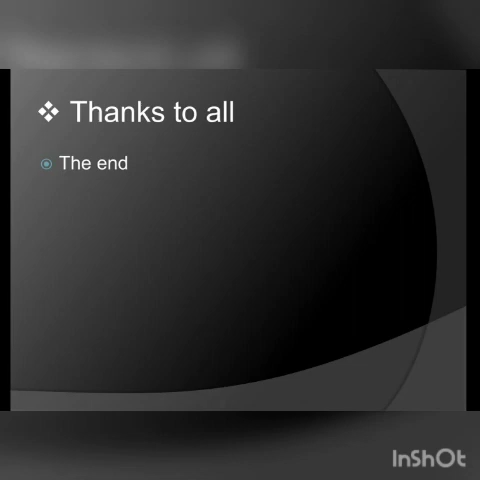 ❖ Thanks to all
The end
InShOt